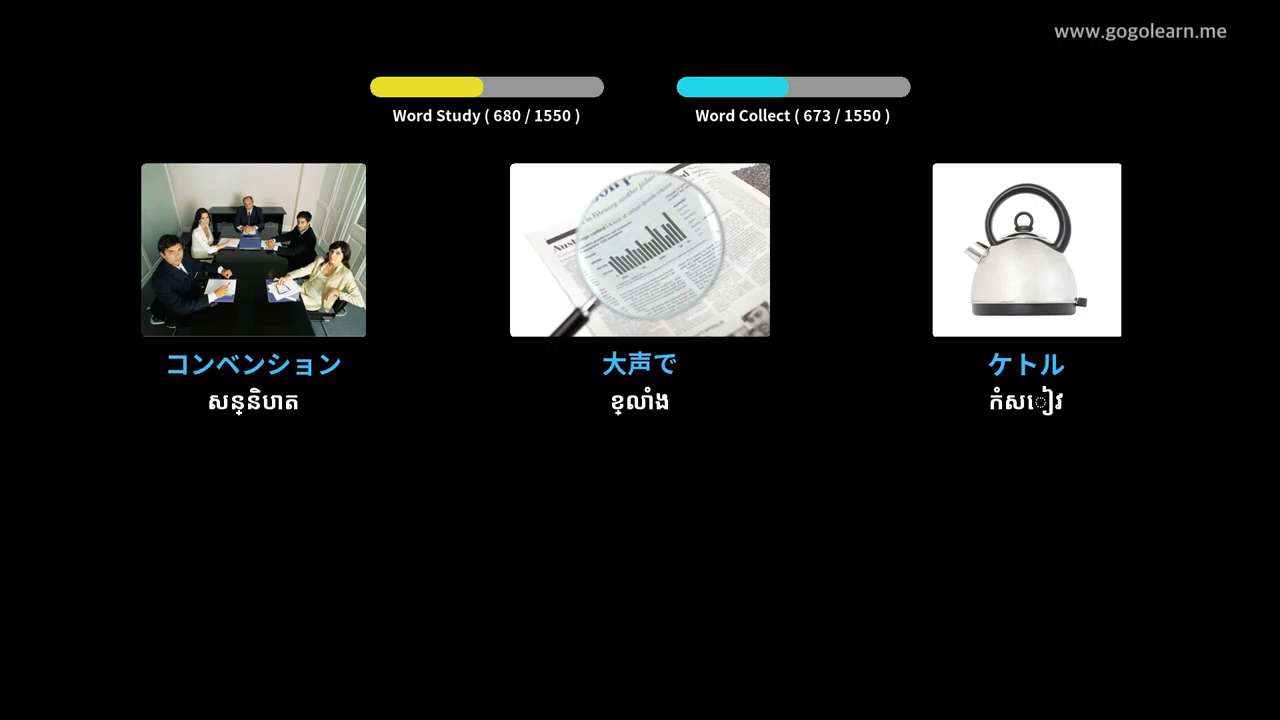 www.gogolearn.me
Word Study ( 680 / 1550 )
Word Collect ( 673 / 1550 )
コンベンション
大声で
ケトル
សន្និបាត
ខ្លាំង
កំសៀវ